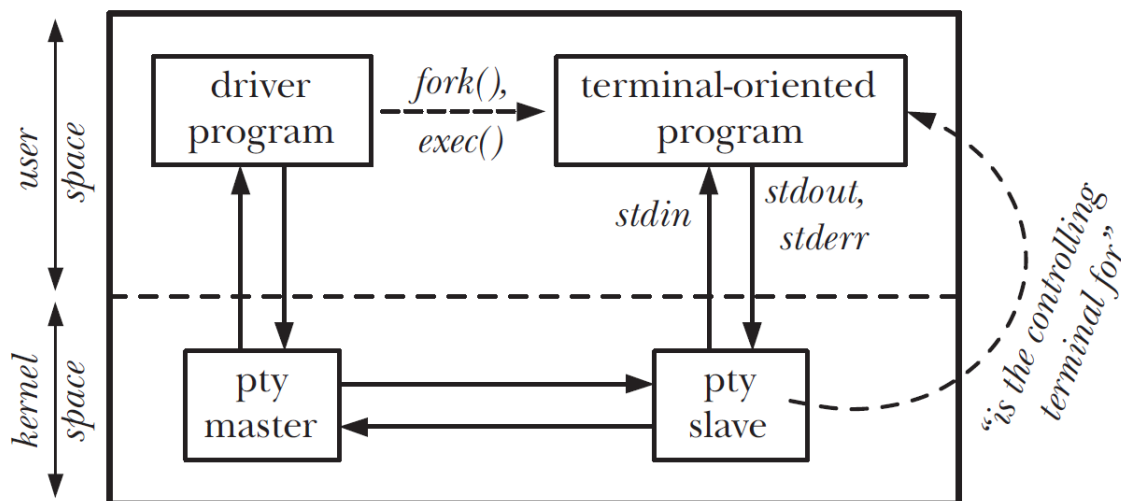 driver
program
fork(),
exec()
terminal-oriented
program
user
space
stdin
stdout,
stderr
“is the controlling
terminal for”
kernel
space
pty
master
pty
slave